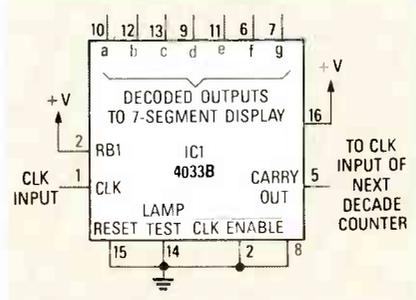 10 12 13 9 11 6 7
a b c d e f g
DECODED OUTPUTS
TO 7-SEGMENT DISPLAY
+V
+V
16
2
RB1
IC1
4033B
CLK
INPUT
1
CLK
CARRY
OUT
5
TO CLK
INPUT OF
NEXT
DECADE
COUNTER
LAMP
RESET TEST CLK ENABLE
15 14 2 8